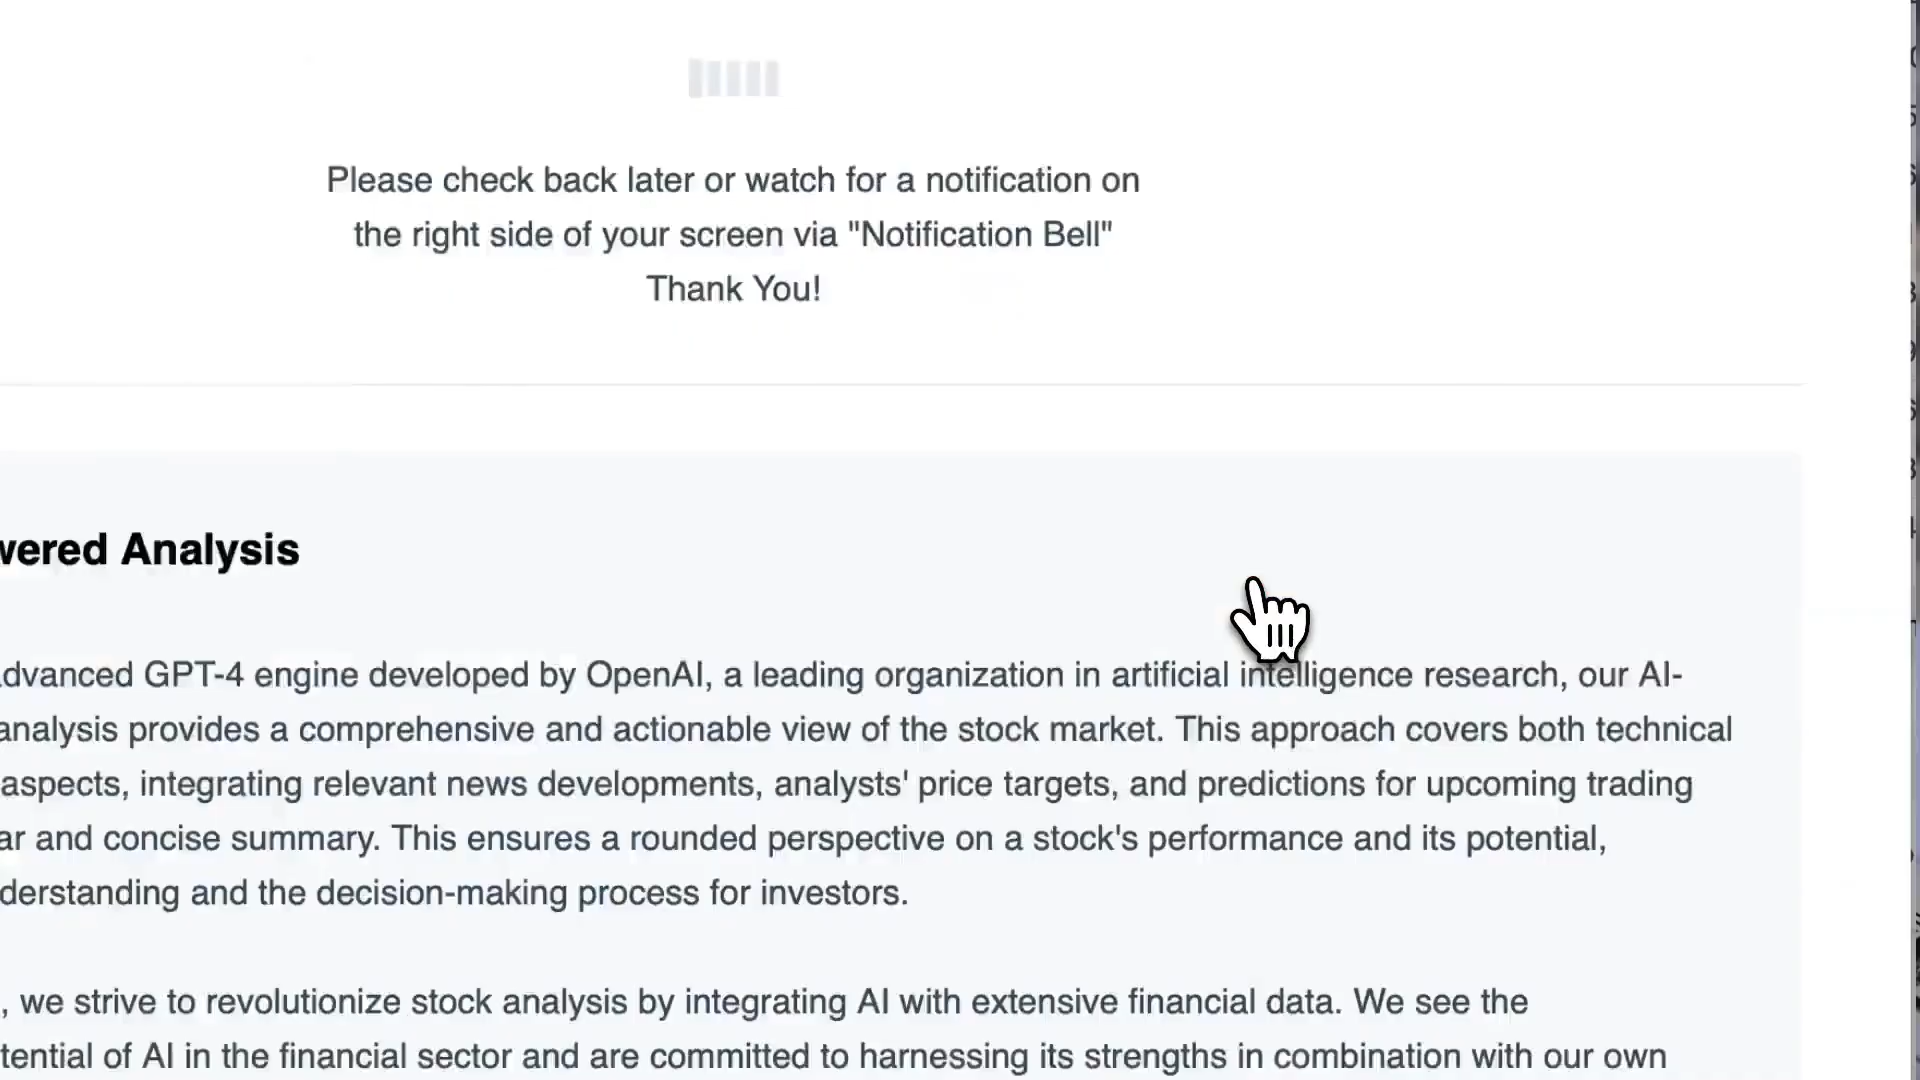 Please check back later or watch for a notification on
the right side of your screen via "Notification Bell"
Thank You!
Analysis
GPT-4 engine developed by OpenAI, a leading organization in artificial intelligence research, our AI-
analysis provides a comprehensive and actionable view of the stock market. This approach covers both technical
aspects, integrating relevant news developments, analysts' price targets, and predictions for upcoming trading
and concise summary. This ensures a rounded perspective on a stock's performance and its potential,
and the decision-making process for investors.
, we strive to revolutionize stock analysis by integrating AI with extensive financial data. We see the
of AI in the financial sector and are committed to harnessing its strengths in combination with our own